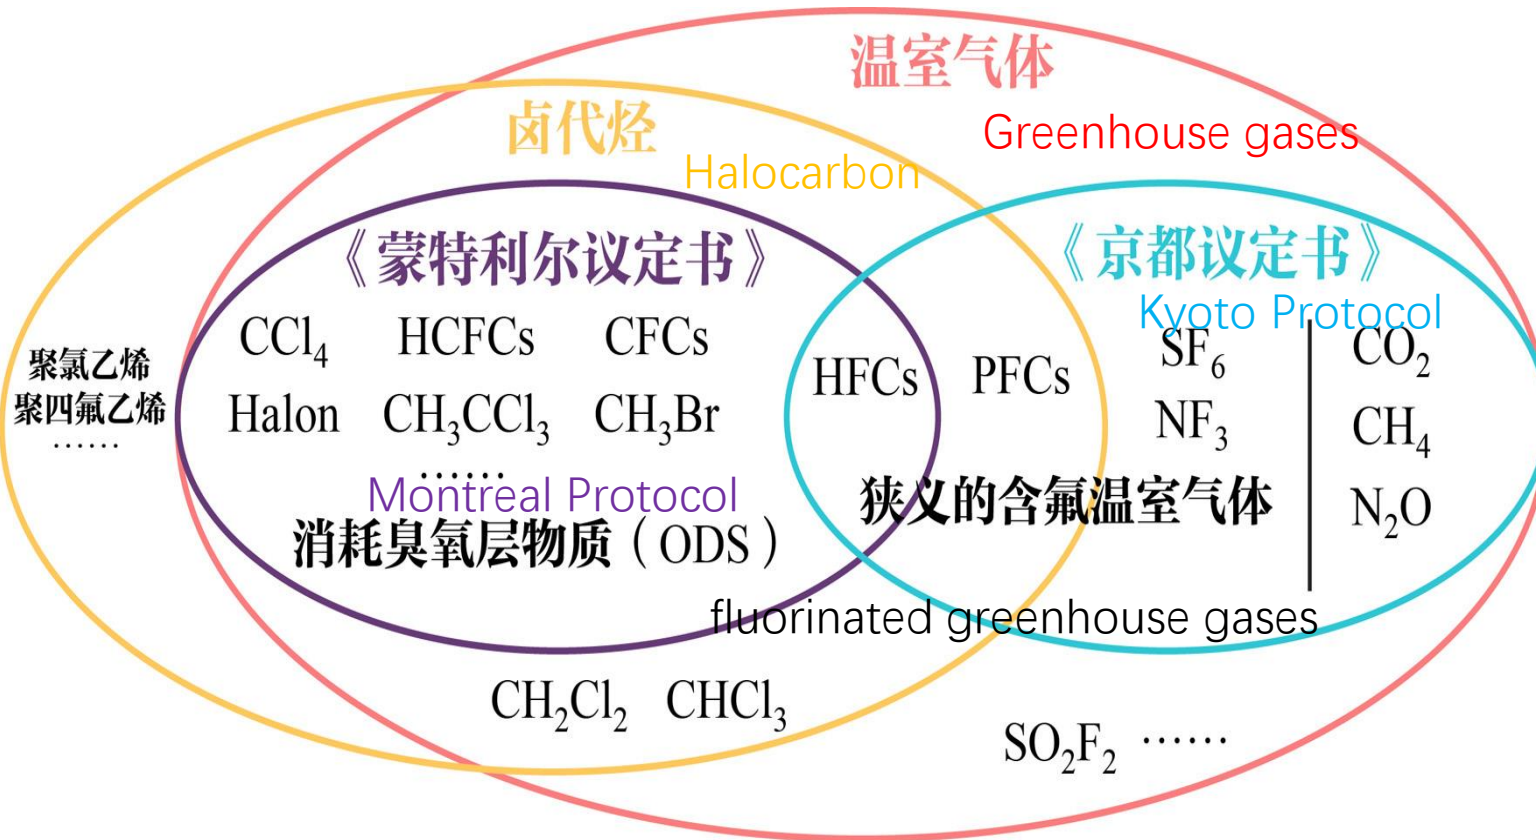 温室气体
卤代烃
Greenhouse gases
Halocarbon
《蒙特利尔议定书》
《京都议定书》
Kyoto Protocol
聚氯乙烯
聚四氟乙烯
……
CCl₄ HCFCs CFCs
Halon CH₃CCl₃ CH₃Br
……
Montreal Protocol
消耗臭氧层物质（ODS）
HFCs PFCs
SF₆
NF₃
狭义的含氟温室气体
CO₂
CH₄
N₂O
fluorinated greenhouse gases
CH₂Cl₂ CHCl₃
SO₂F₂ ……